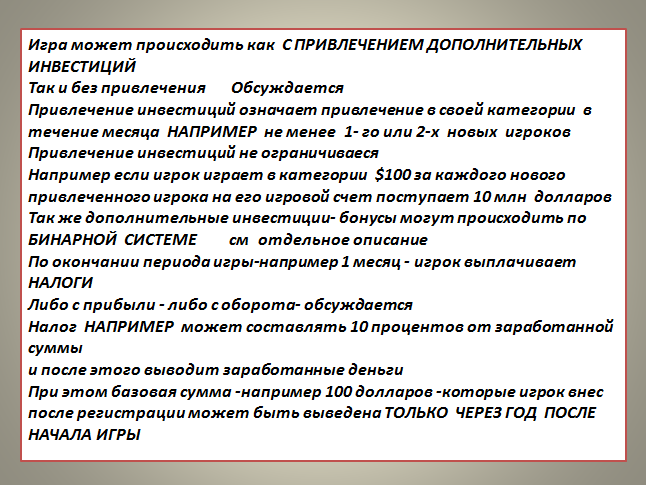 Игра может происходить как  С ПРИВЛЕЧЕНИЕМ ДОПОЛНИТЕЛЬНЫХ
ИНВЕСТИЦИЙ
Так и без привлечения      Обсуждается
Привлечение инвестиций означает привлечение в своей категории  в
течение месяца  НАПРИМЕР  не менее  1- го или 2-х  новых  игроков
Привлечение инвестиций не ограничиваеся
Например если игрок играет в категории  $100 за каждого нового
привлеченного игрока на его игровой счет поступает 10 млн  долларов
Так же дополнительные инвестиции- бонусы могут происходить по
БИНАРНОЙ  СИСТЕМЕ        см  отдельное описание
По окончании периода игры-например 1 месяц - игрок выплачивает
НАЛОГИ
Либо с прибыли - либо с оборота- обсуждается
Налог  НАПРИМЕР  может составлять 10 процентов от заработанной
суммы
и после этого выводит заработанные деньги
При этом базовая сумма -например 100 долларов -которые игрок внес
после регистрации может быть выведена ТОЛЬКО  ЧЕРЕЗ ГОД  ПОСЛЕ
НАЧАЛА ИГРЫ